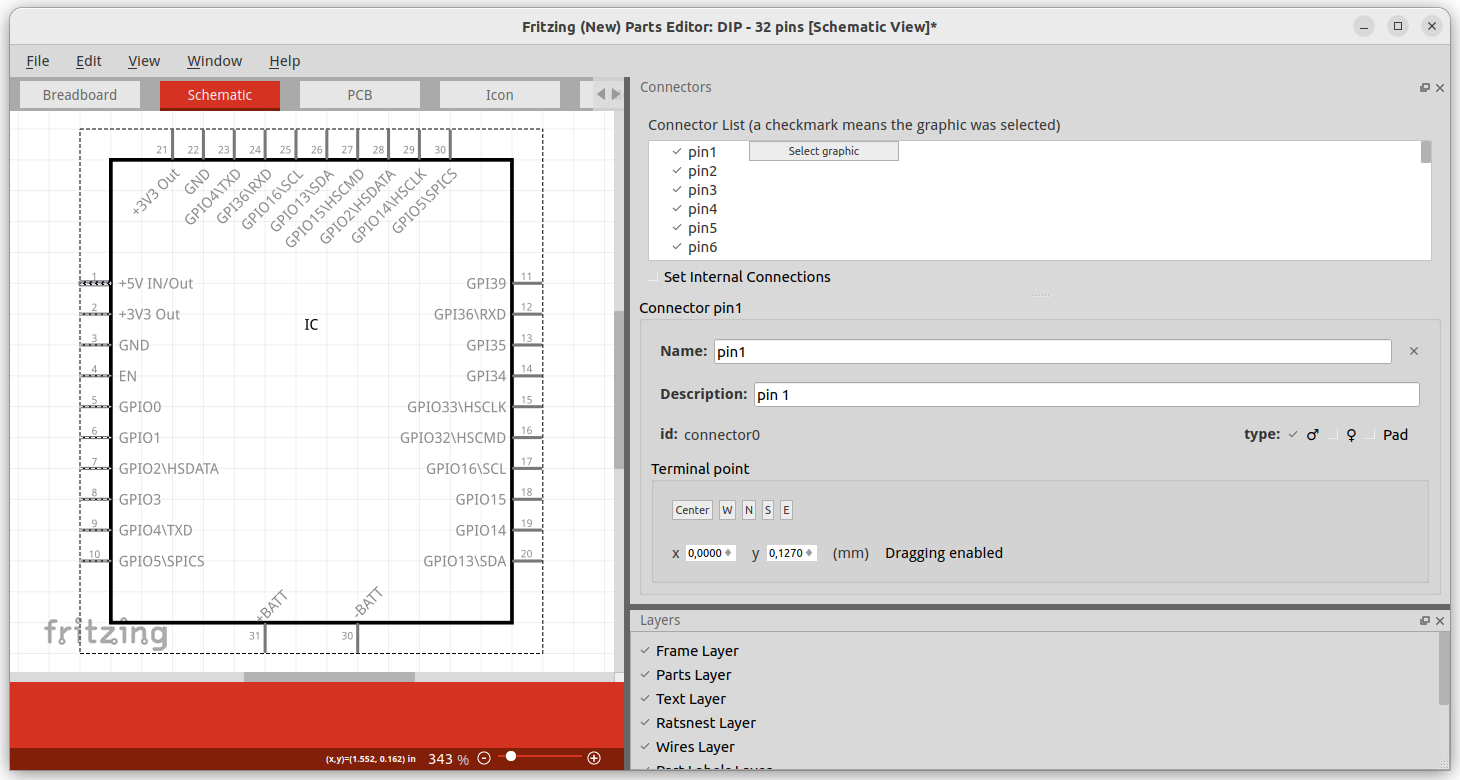 Fritzing (New) Parts Editor: DIP - 32 pins [Schematic View]*
File Edit View Window Help
Breadboard Schematic PCB Icon
21 22 23 24 25 26 27 28 29 30
+3V3 Out
GND
GPIO4\TXD
GPI36\RXD
GPIO16\SCL
GPIO13\SDA
GPIO15\HSCMD
GPIO2\HSDATA
GPIO14\HSCLK
GPIO5\SPICS
1 +5V IN/Out GPI39 11
2 +3V3 Out GPI36\RXD 12
IC
3 GND GPI35 13
4 EN GPI34 14
5 GPIO0 GPIO33\HSCLK 15
6 GPIO1 GPIO32\HSCMD 16
7 GPIO2\HSDATA GPIO16\SCL 17
8 GPIO3 GPIO15 18
9 GPIO4\TXD GPIO14 19
10 GPIO5\SPICS GPIO13\SDA 20
+BATT -BATT
31 30
fritzing
(x,y)=(1.552, 0.162) in 343 %
Connectors
Connector List (a checkmark means the graphic was selected)
pin1 Select graphic
pin2
pin3
pin4
pin5
pin6
Set Internal Connections
Connector pin1
Name: pin1
Description: pin 1
id: connector0 type: ♂ ♀ Pad
Terminal point
Center W N S E
x 0,0000 y 0,1270 (mm) Dragging enabled
Layers
Frame Layer
Parts Layer
Text Layer
Ratsnest Layer
Wires Layer
Part Labels Layer